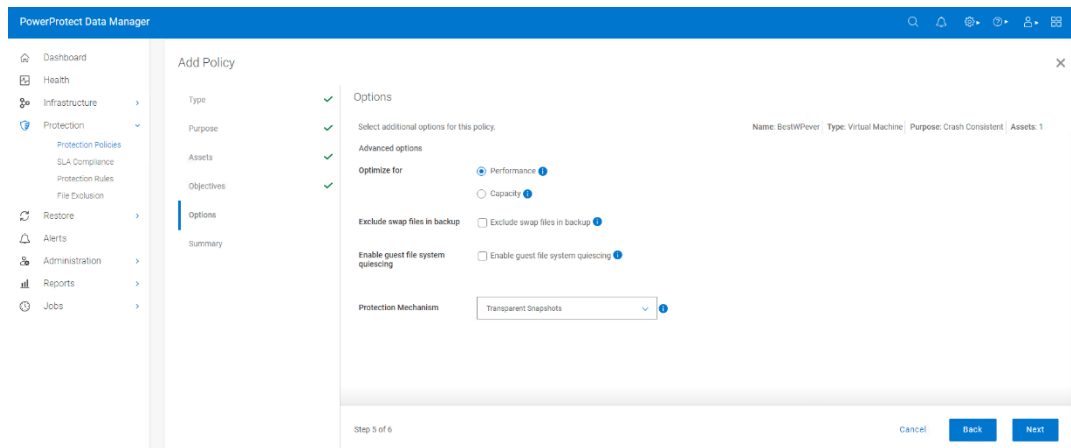 PowerProtect Data Manager
Dashboard
Health
Infrastructure
Protection
Protection Policies
SLA Compliance
Protection Rules
File Exclusion
Restore
Alerts
Administration
Reports
Jobs
Add Policy
Type
Purpose
Assets
Objectives
Options
Summary
Options
Select additional options for this policy.
Name: BestWPever Type: Virtual Machine Purpose: Crash Consistent Assets: 1
Advanced options
Optimize for
Performance
Capacity
Exclude swap files in backup
Exclude swap files in backup
Enable guest file system
quiescing
Enable guest file system quiescing
Protection Mechanism
Transparent Snapshots
Step 5 of 6
Cancel
Back
Next